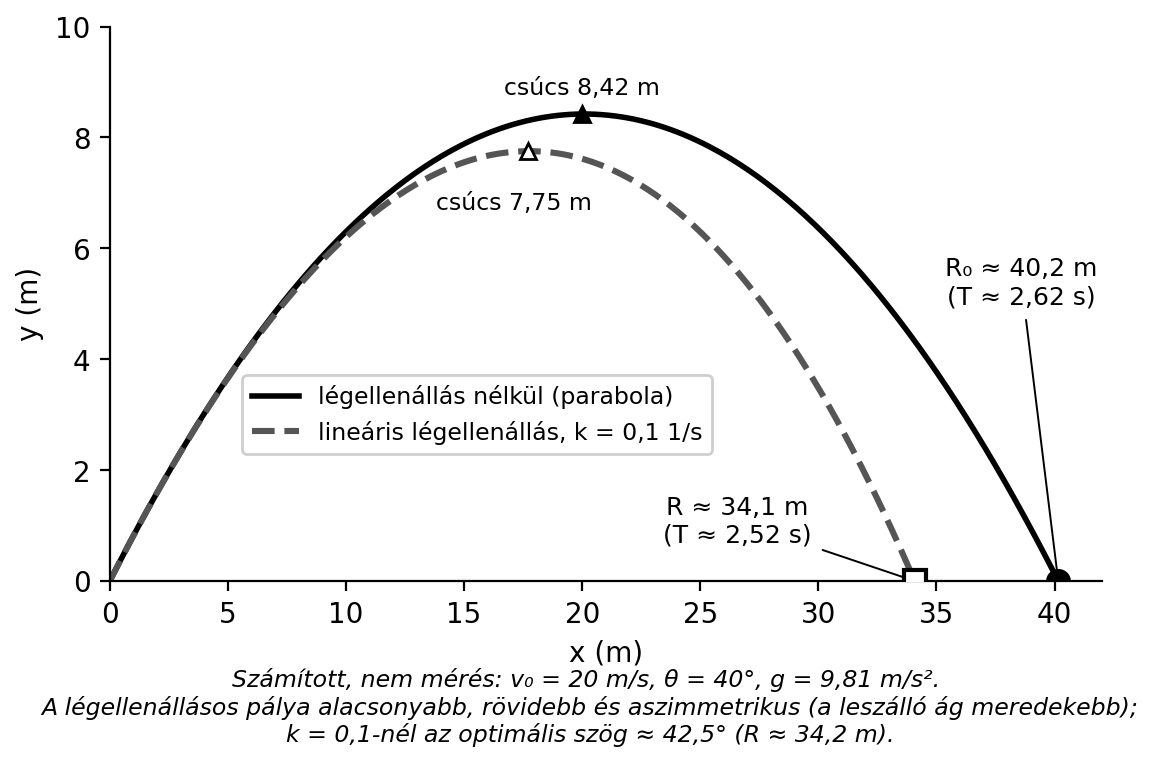 10
8
6
4
2
0
y (m)
csúcs 8,42 m
csúcs 7,75 m
R₀ ≈ 40,2 m
(T ≈ 2,62 s)
légellenállás nélkül (parabola)
lineáris légellenállás, k = 0,1 1/s
R ≈ 34,1 m
(T ≈ 2,52 s)
0 5 10 15 20 25 30 35 40
x (m)
Számított, nem mérés: v₀ = 20 m/s, θ = 40°, g = 9,81 m/s².
A légellenállásos pálya alacsonyabb, rövidebb és aszimmetrikus (a leszálló ág meredekebb);
k = 0,1-nél az optimális szög ≈ 42,5° (R ≈ 34,2 m).